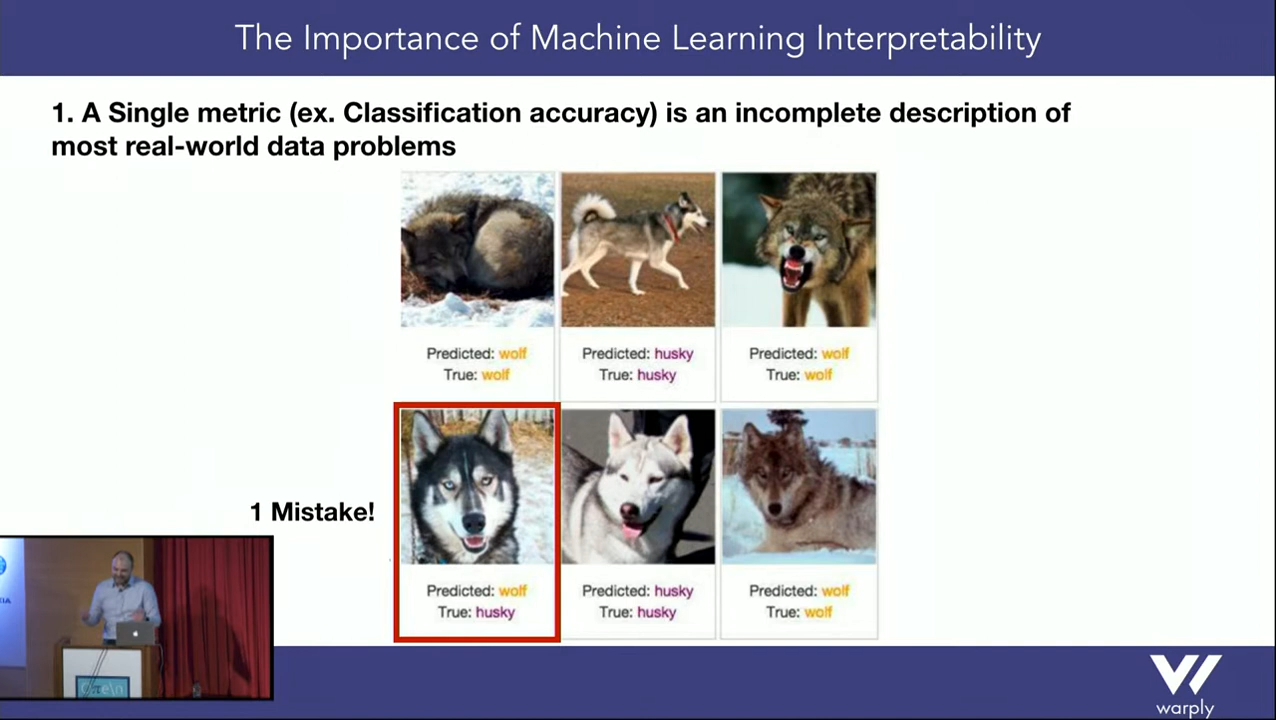 The Importance of Machine Learning Interpretability
1. A Single metric (ex. Classification accuracy) is an incomplete description of
most real-world data problems
Predicted: wolf
True: wolf
Predicted: husky
True: husky
Predicted: wolf
True: wolf
1 Mistake!
Predicted: wolf
True: husky
Predicted: husky
True: husky
Predicted: wolf
True: wolf
warply